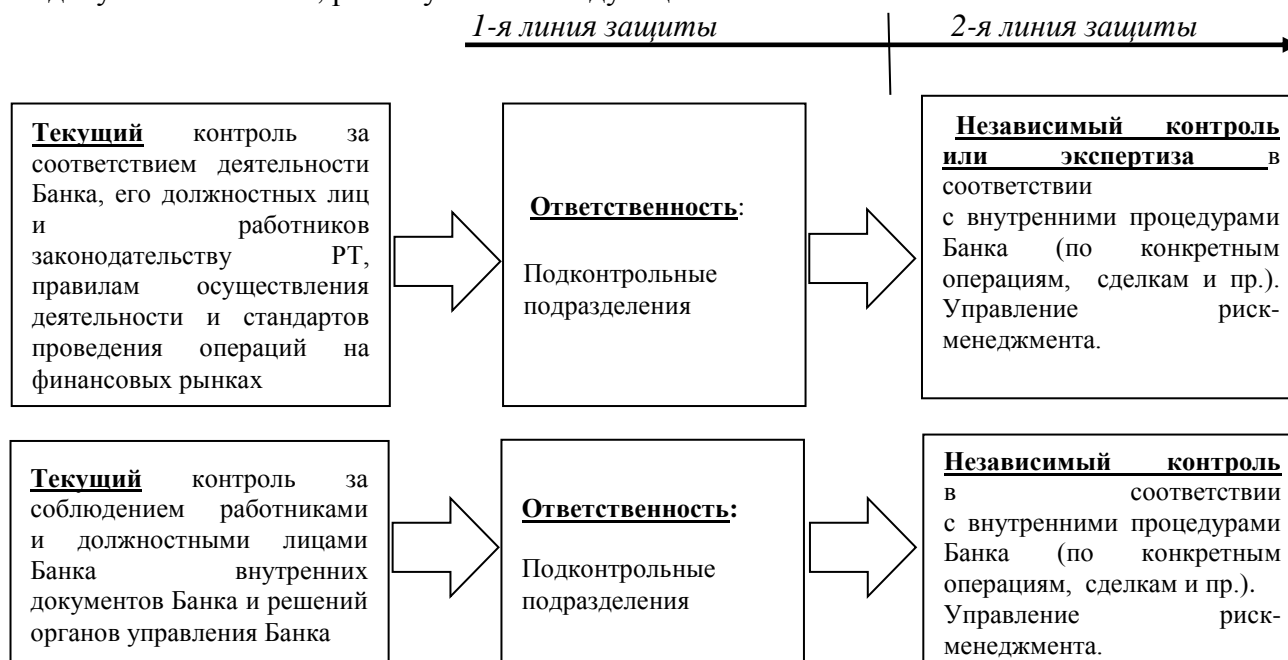 1-я линия защиты
2-я линия защиты
Текущий контроль за
соответствием деятельности
Банка, его должностных лиц
и работников
законодательству РТ,
правилам осуществления
деятельности и стандартов
проведения операций на
финансовых рынках
Ответственность:
Подконтрольные
подразделения
Независимый контроль
или экспертиза в
соответствии
с внутренними процедурами
Банка (по конкретным
операциям, сделкам и пр.).
Управление риск-
менеджмента.
Текущий контроль за
соблюдением работниками
и должностными лицами
Банка внутренних
документов Банка и решений
органов управления Банка
Ответственность:
Подконтрольные
подразделения
Независимый контроль
в соответствии
с внутренними процедурами
Банка (по конкретным
операциям, сделкам и пр.).
Управление риск-
менеджмента.